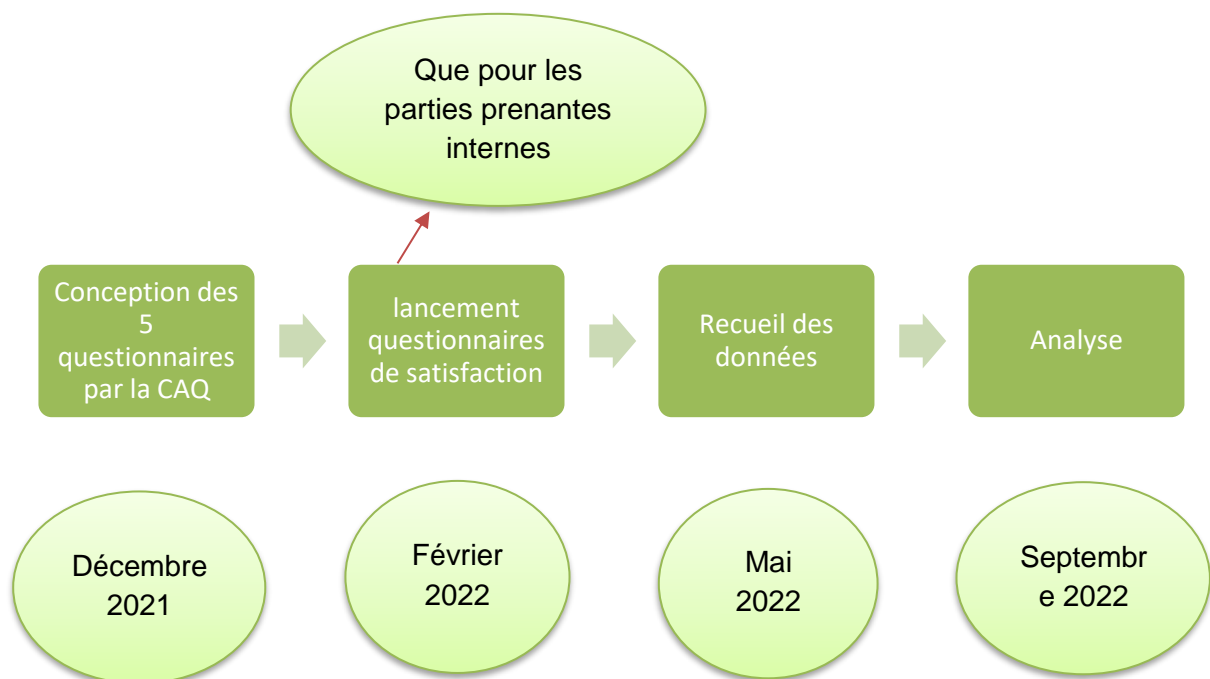 Que pour les
parties prenantes
internes
Conception des
5
questionnaires
par la CAQ
lancement
questionnaires
de satisfaction
Recueil des
données
Analyse
Décembre
2021
Février
2022
Mai
2022
Septembr
e 2022